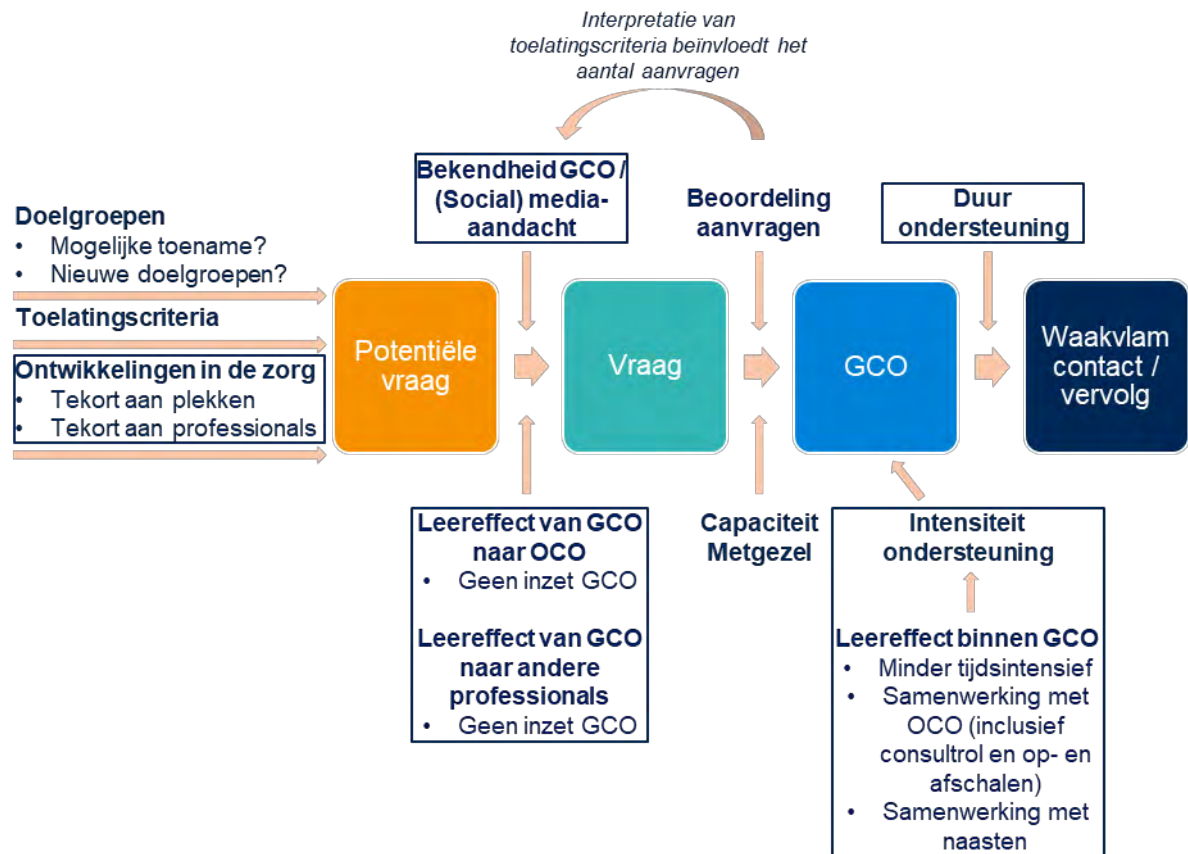 Interpretatie van
toelatingscriteria beïnvloedt het
aantal aanvragen
Bekendheid GCO /
(Social) media-
aandacht
Beoordeling
aanvragen
Duur
ondersteuning
Doelgroepen
• Mogelijke toename?
• Nieuwe doelgroepen?
Toelatingscriteria
Ontwikkelingen in de zorg
• Tekort aan plekken
• Tekort aan professionals
Potentiële
vraag
Vraag
GCO
Waakvlam
contact /
vervolg
Leereffect van GCO
naar OCO
• Geen inzet GCO
Leereffect van GCO
naar andere
professionals
• Geen inzet GCO
Capaciteit
Metgezel
Intensiteit
ondersteuning
Leereffect binnen GCO
• Minder tijdsintensief
• Samenwerking met
OCO (inclusief
consultrol en op- en
afschalen)
• Samenwerking met
naasten